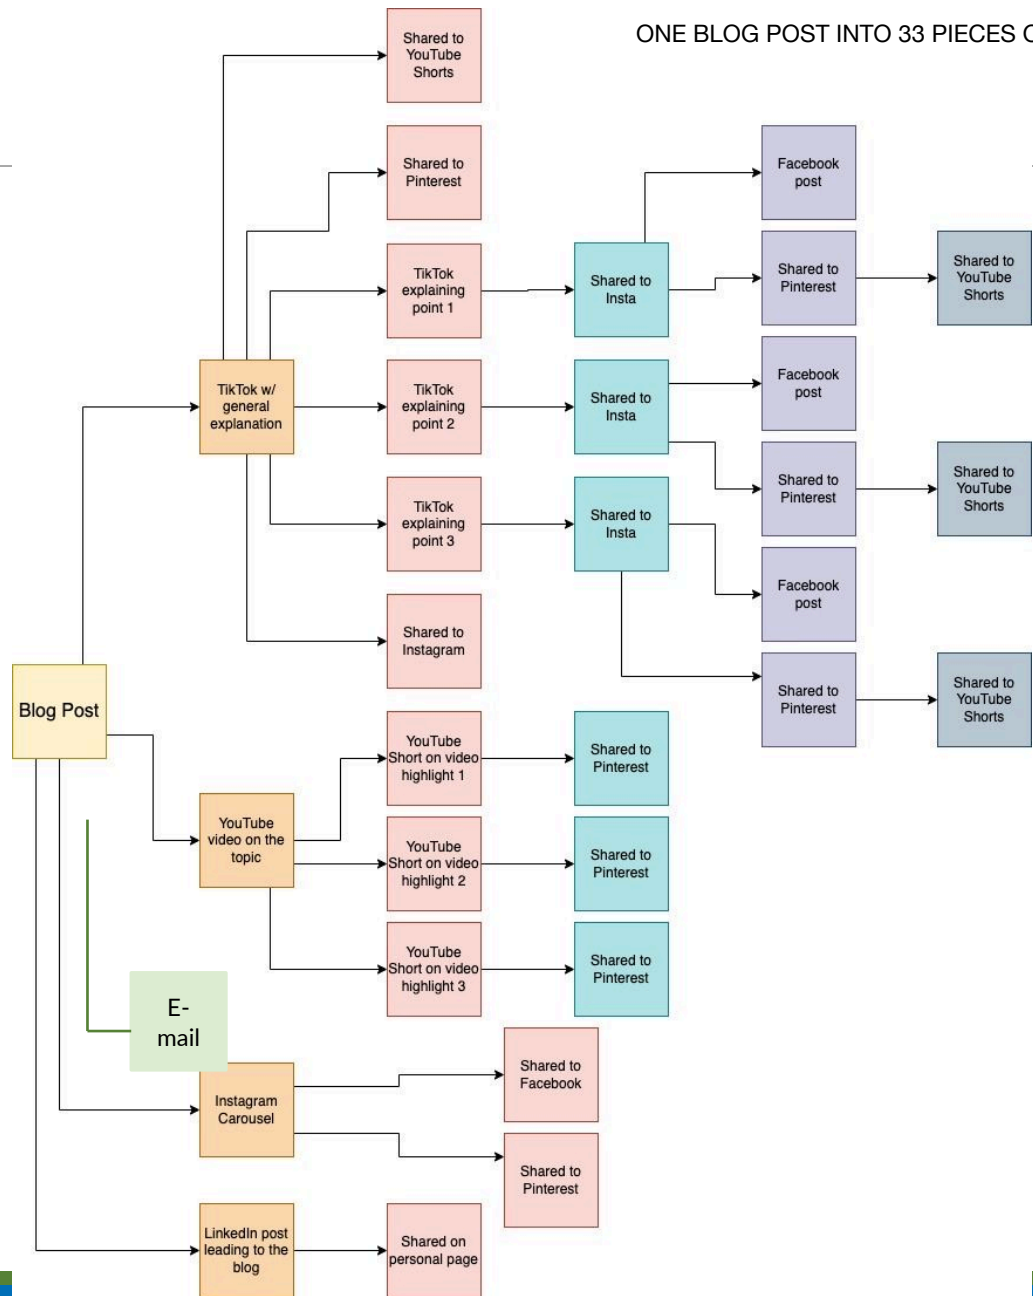 ONE BLOG POST INTO 33 PIECES
Shared to
YouTube
Shorts
Shared to
Pinterest
TikTok
explaining
point 1
Shared to
Insta
Facebook
post
Shared to
Pinterest
Shared to
YouTube
Shorts
TikTok w/
general
explanation
TikTok
explaining
point 2
Shared to
Insta
Facebook
post
Shared to
Pinterest
Shared to
YouTube
Shorts
TikTok
explaining
point 3
Shared to
Insta
Facebook
post
Shared to
Pinterest
Shared to
YouTube
Shorts
Shared to
Instagram
Blog Post
YouTube
video on the
topic
YouTube
Short on video
highlight 1
Shared to
Pinterest
YouTube
Short on video
highlight 2
Shared to
Pinterest
YouTube
Short on video
highlight 3
Shared to
Pinterest
E-
mail
Instagram
Carousel
Shared to
Facebook
Shared to
Pinterest
LinkedIn post
leading to the
blog
Shared on
personal page